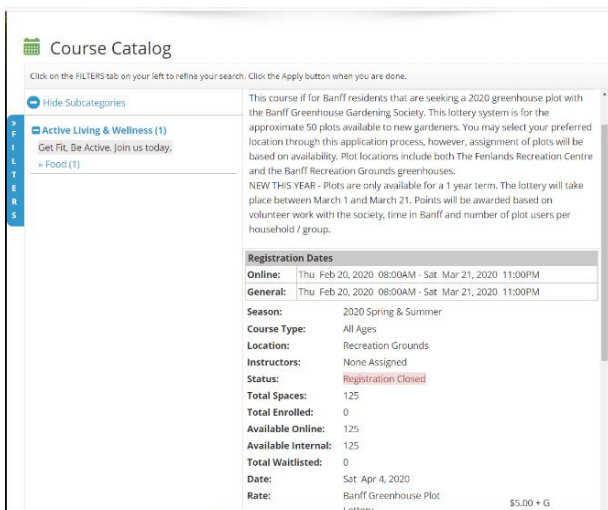 Course Catalog
Click on the FILTERS tab on your left to refine your search. Click the Apply button when you are done.
» FILTERS
Hide Subcategories
Active Living & Wellness (1)
Get Fit, Be Active. Join us today.
» Food (1)
This course if for Banff residents that are seeking a 2020 greenhouse plot with
the Banff Greenhouse Gardening Society. This lottery system is for the
approximate 50 plots available to new gardeners. You may select your preferred
location through this application process, however, assignment of plots will be
based on availability. Plot locations include both The Fenlands Recreation Centre
and the Banff Recreation Grounds greenhouses.
NEW THIS YEAR - Plots are only available for a 1 year term. The lottery will take
place between March 1 and March 21. Points will be awarded based on
volunteer work with the society, time in Banff and number of plot users per
household / group.
Registration Dates
Online: Thu Feb 20, 2020 08:00AM - Sat Mar 21, 2020 11:00PM
General: Thu Feb 20, 2020 08:00AM - Sat Mar 21, 2020 11:00PM
Season: 2020 Spring & Summer
Course Type: All Ages
Location: Recreation Grounds
Instructors: None Assigned
Status: Registration Closed
Total Spaces: 125
Total Enrolled: 0
Available Online: 125
Available Internal: 125
Total Waitlisted: 0
Date: Sat Apr 4, 2020
Rate: Banff Greenhouse Plot
Lottery $5.00 + G